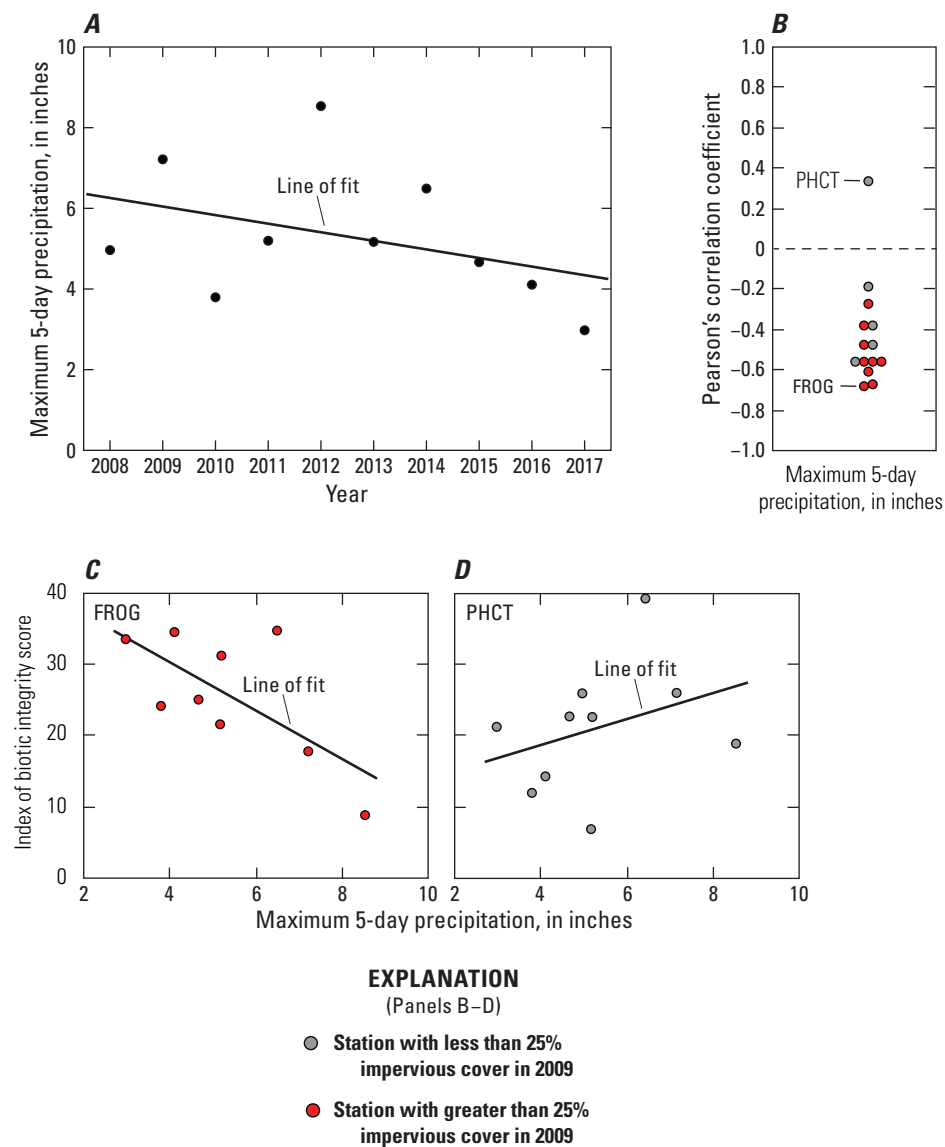 A
Maximum 5-day precipitation, in inches
10
8
6
4
2
0
Line of fit
2008 2009 2010 2011 2012 2013 2014 2015 2016 2017
Year
B
Pearson's correlation coefficient
1.0
0.8
0.6
0.4
0.2
0
–0.2
–0.4
–0.6
–0.8
–1.0
PHCT
FROG
Maximum 5-day
precipitation, in inches
C
FROG
Index of biotic integrity score
40
30
20
10
0
Line of fit
2 4 6 8 10
D
PHCT
Line of fit
2 4 6 8 10
Maximum 5-day precipitation, in inches
EXPLANATION
(Panels B–D)
Station with less than 25%
impervious cover in 2009
Station with greater than 25%
impervious cover in 2009